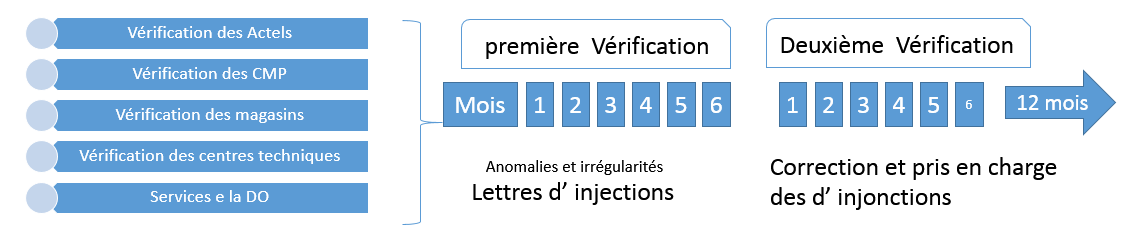 Vérification des Actels
Vérification des CMP
Vérification des magasins
Vérification des centres techniques
Services e la DO
première Vérification
Mois 1 2 3 4 5 6
Anomalies et irrégularités
Lettres d’ injections
Deuxième Vérification
1 2 3 4 5 6 12 mois
Correction et pris en charge
des d’ injonctions